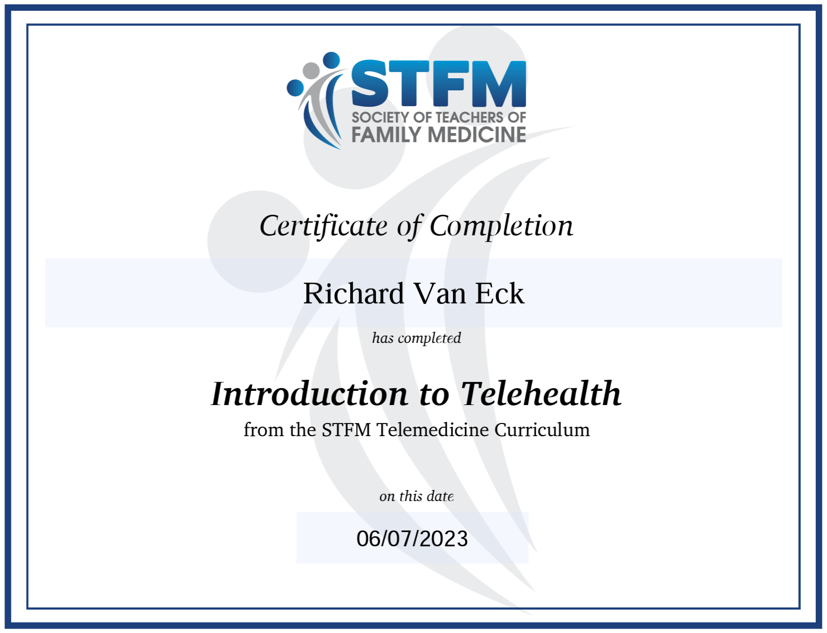 STFM
SOCIETY OF TEACHERS OF
FAMILY MEDICINE
Certificate of Completion
Richard Van Eck
has completed
Introduction to Telehealth
from the STFM Telemedicine Curriculum
on this date
06/07/2023